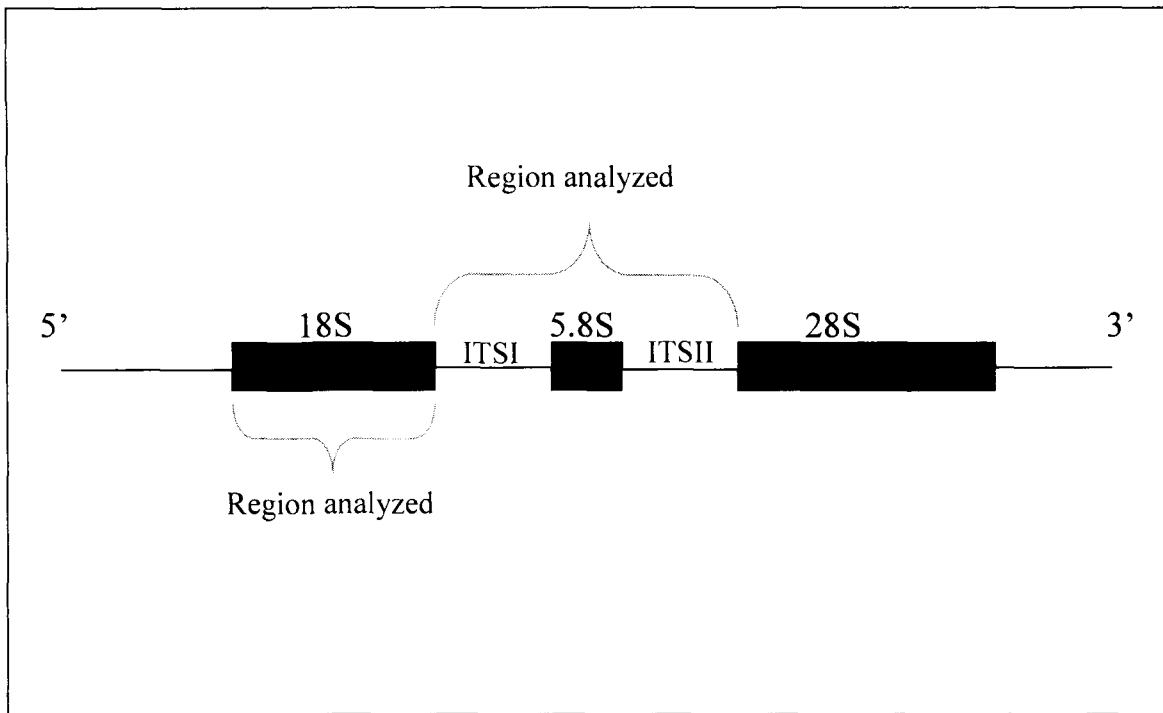 Region analyzed
5’ 18S 5.8S 28S 3’
ITSI ITSII
Region analyzed